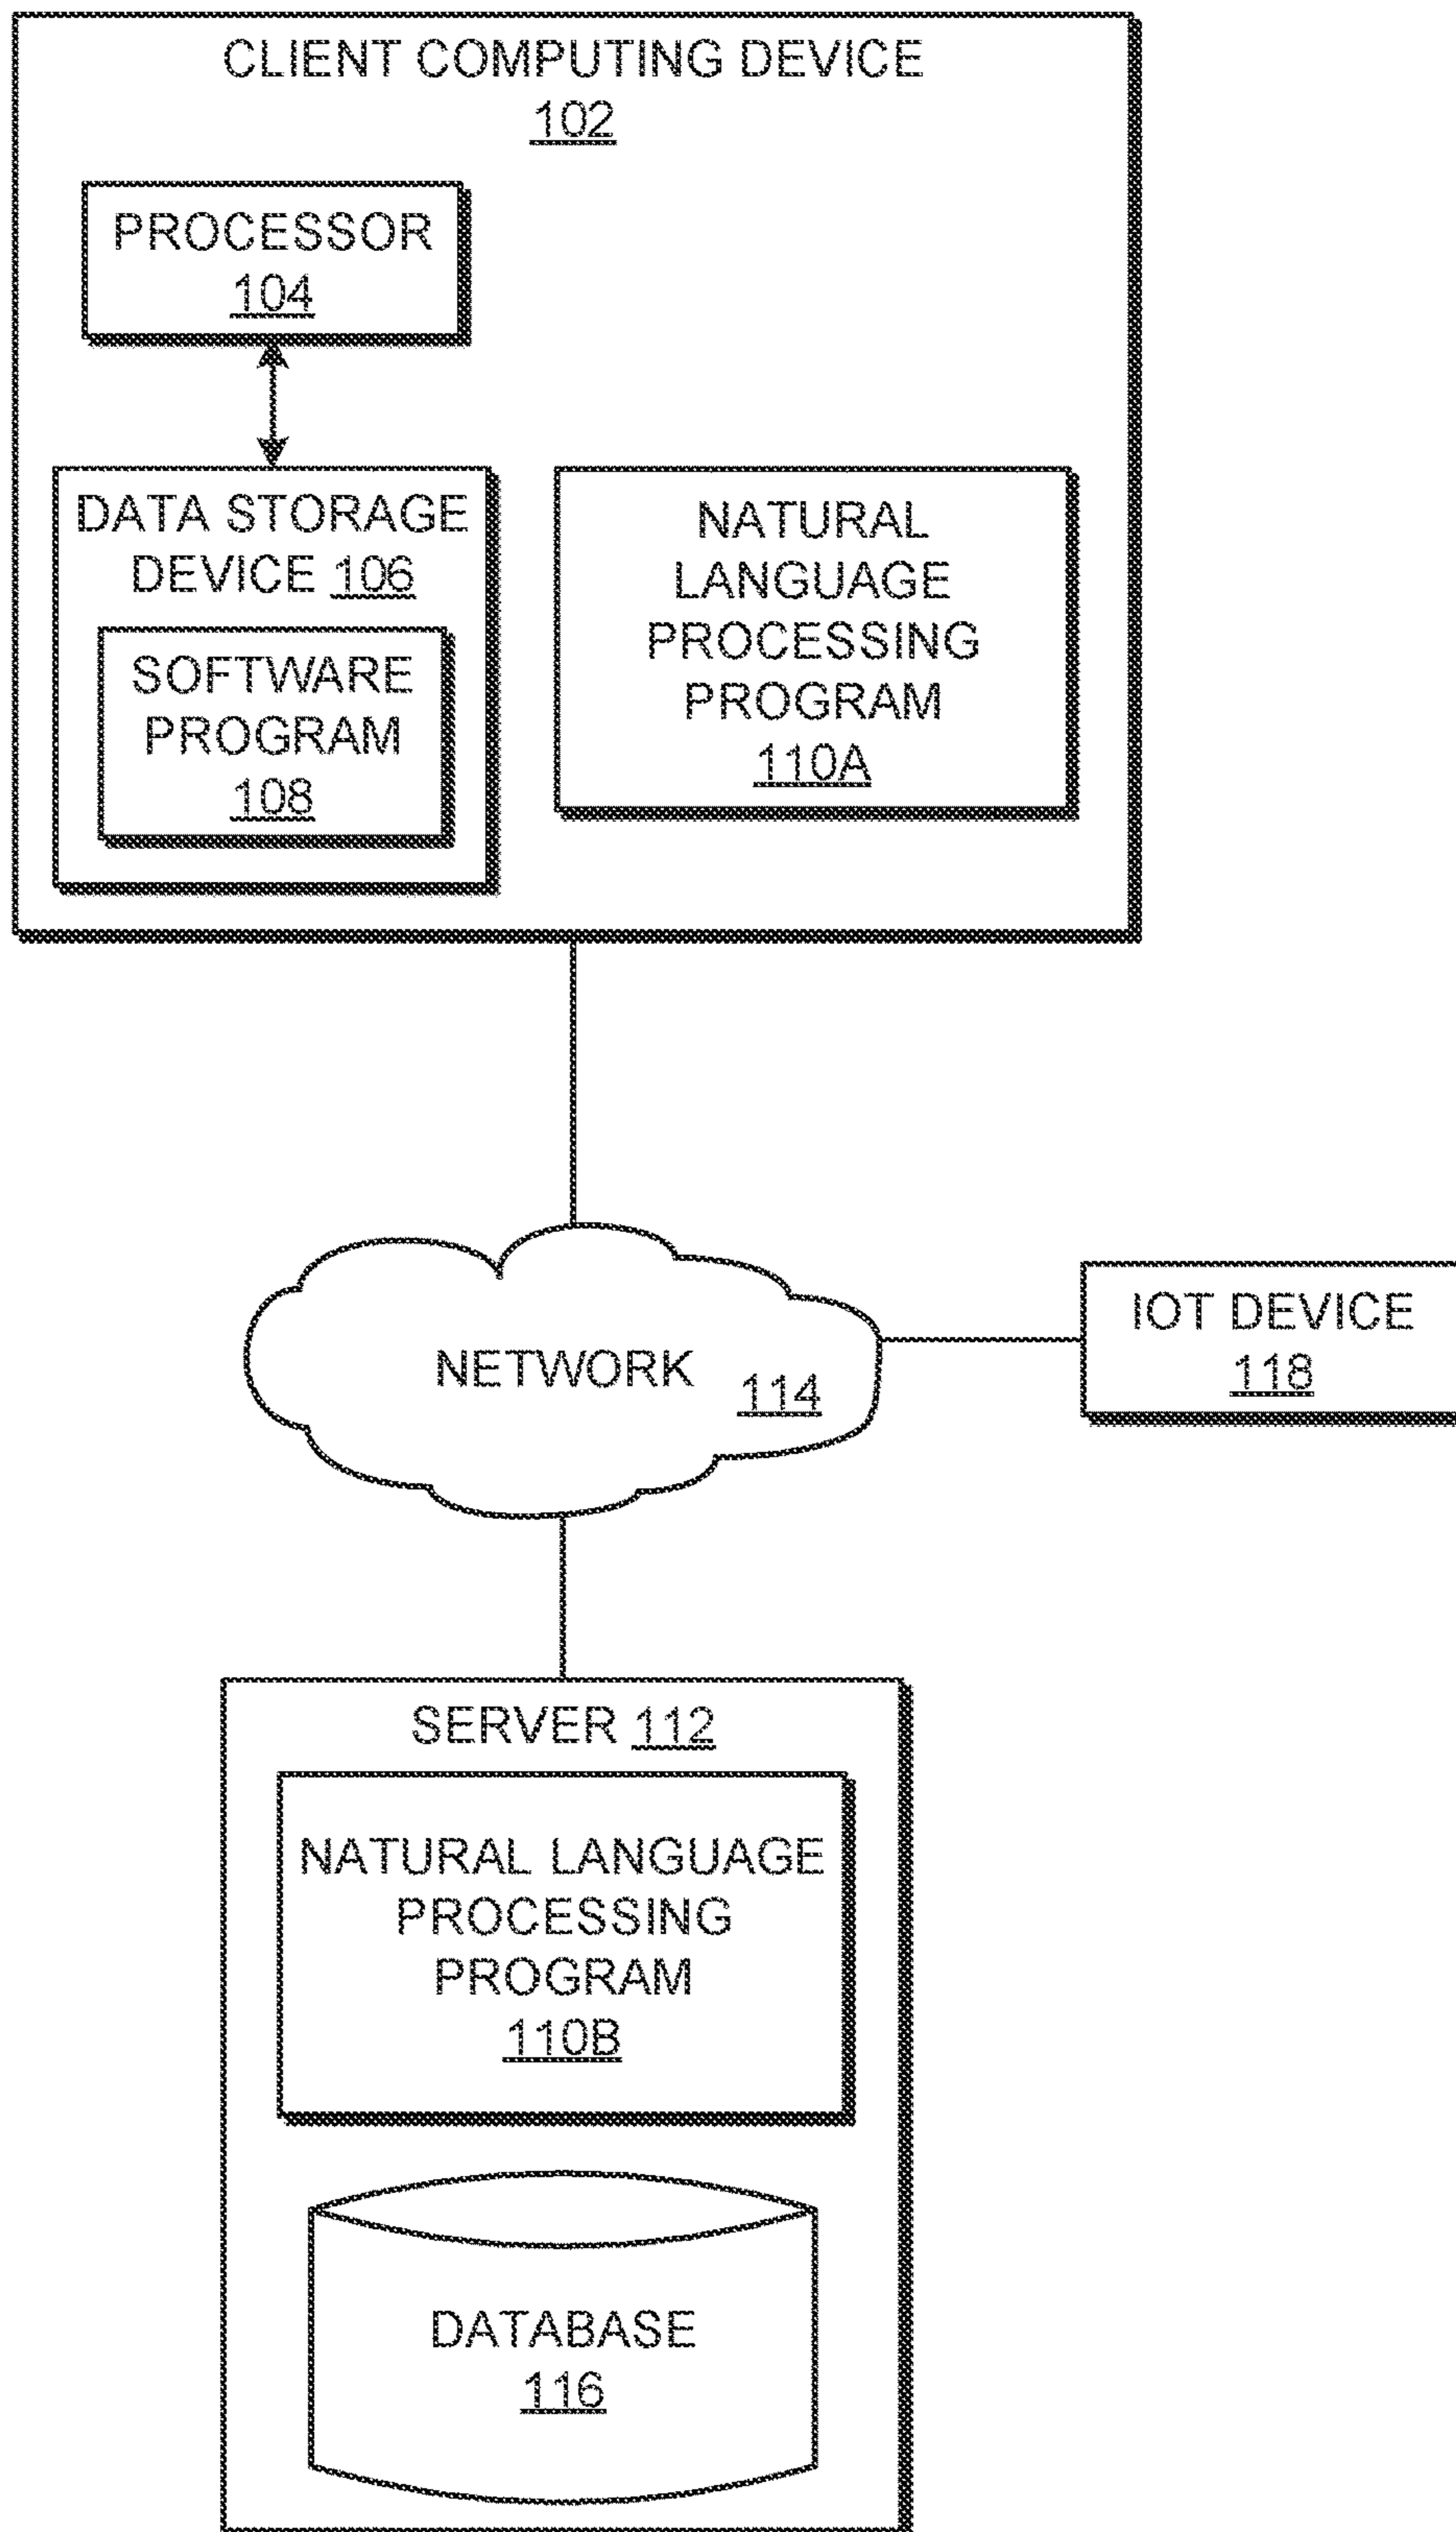 CLIENT COMPUTING DEVICE
102
PROCESSOR
104
DATA STORAGE
DEVICE 106
SOFTWARE
PROGRAM
108
NATURAL
LANGUAGE
PROCESSING
PROGRAM
110A
NETWORK 114
IOT DEVICE
118
SERVER 112
NATURAL LANGUAGE
PROCESSING
PROGRAM
110B
DATABASE
116